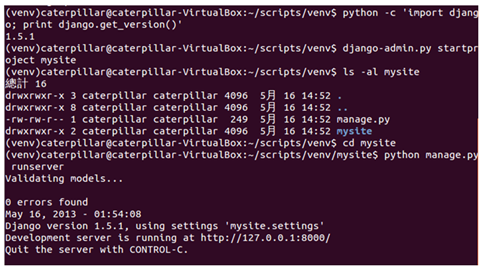 (venv)caterpillar@caterpillar-VirtualBox:~/scripts/venv$ python -c 'import djang
o; print django.get_version()'
1.5.1
(venv)caterpillar@caterpillar-VirtualBox:~/scripts/venv$ django-admin.py startpr
oject mysite
(venv)caterpillar@caterpillar-VirtualBox:~/scripts/venv$ ls -al mysite
總計 16
drwxrwxr-x 3 caterpillar caterpillar 4096  5月 16 14:52 .
drwxrwxr-x 8 caterpillar caterpillar 4096  5月 16 14:52 ..
-rw-rw-r-- 1 caterpillar caterpillar  249  5月 16 14:52 manage.py
drwxrwxr-x 2 caterpillar caterpillar 4096  5月 16 14:52 mysite
(venv)caterpillar@caterpillar-VirtualBox:~/scripts/venv$ cd mysite
(venv)caterpillar@caterpillar-VirtualBox:~/scripts/venv/mysite$ python manage.py
 runserver
Validating models...

0 errors found
May 16, 2013 - 01:54:08
Django version 1.5.1, using settings 'mysite.settings'
Development server is running at http://127.0.0.1:8000/
Quit the server with CONTROL-C.